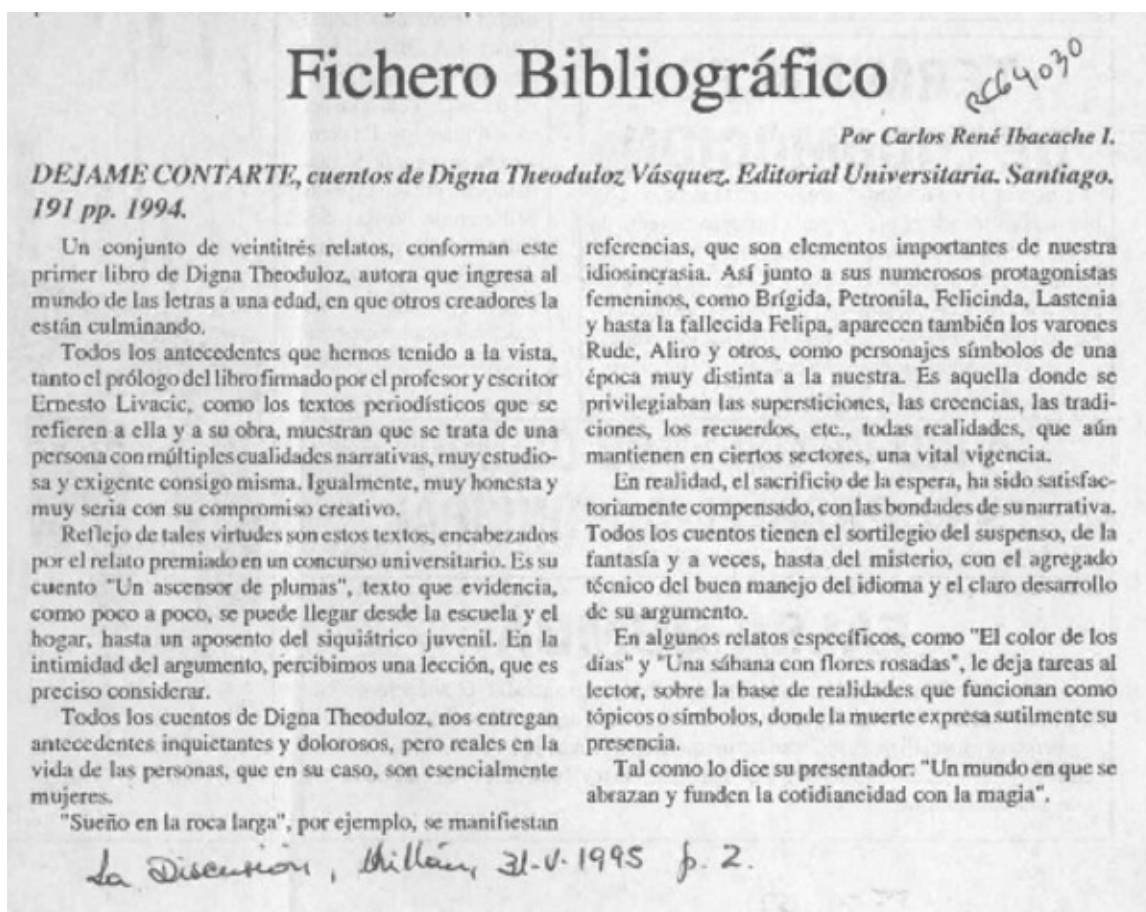 Fichero Bibliográfico
RC64030
Por Carlos René Ibacache I.
DEJAME CONTARTE, cuentos de Digna Theoduloz Vásquez. Editorial Universitaria. Santiago.
191 pp. 1994.
Un conjunto de veintitrés relatos, conforman este
primer libro de Digna Theoduloz, autora que ingresa al
mundo de las letras a una edad, en que otros creadores la
están culminando.
Todos los antecedentes que hemos tenido a la vista,
tanto el prólogo del libro firmado por el profesor y escritor
Ernesto Livacic, como los textos periodísticos que se
refieren a ella y a su obra, muestran que se trata de una
persona con múltiples cualidades narrativas, muy estudio-
sa y exigente consigo misma. Igualmente, muy honesta y
muy seria con su compromiso creativo.
Reflejo de tales virtudes son estos textos, encabezados
por el relato premiado en un concurso universitario. Es su
cuento "Un ascensor de plumas", texto que evidencia,
como poco a poco, se puede llegar desde la escuela y el
hogar, hasta un aposento del siquiátrico juvenil. En la
intimidad del argumento, percibimos una lección, que es
preciso considerar.
Todos los cuentos de Digna Theoduloz, nos entregan
antecedentes inquietantes y dolorosos, pero reales en la
vida de las personas, que en su caso, son esencialmente
mujeres.
"Sueño en la roca larga", por ejemplo, se manifiestan
referencias, que son elementos importantes de nuestra
idiosincrasia. Así junto a sus numerosos protagonistas
femeninos, como Brígida, Petronila, Felicinda, Lastenia
y hasta la fallecida Felipa, aparecen también los varones
Rude, Aliro y otros, como personajes símbolos de una
época muy distinta a la nuestra. Es aquella donde se
privilegiaban las supersticiones, las creencias, las tradi-
ciones, los recuerdos, etc., todas realidades, que aún
mantienen en ciertos sectores, una vital vigencia.
En realidad, el sacrificio de la espera, ha sido satisfac-
toriamente compensado, con las bondades de su narrativa.
Todos los cuentos tienen el sortilegio del suspenso, de la
fantasía y a veces, hasta del misterio, con el agregado
técnico del buen manejo del idioma y el claro desarrollo
de su argumento.
En algunos relatos específicos, como "El color de los
días" y "Una sábana con flores rosadas", le deja tareas al
lector, sobre la base de realidades que funcionan como
tópicos o símbolos, donde la muerte expresa sutilmente su
presencia.
Tal como lo dice su presentador: "Un mundo en que se
abrazan y funden la cotidianeidad con la magia".
La Discusión, Chillán, 31-V-1995 p. 2.